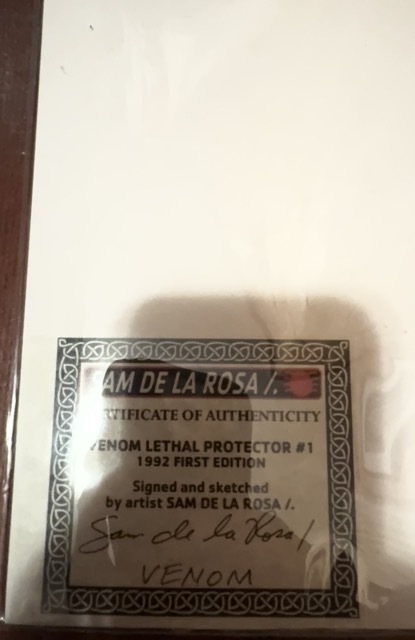 SAM DE LA ROSA /.
CERTIFICATE OF AUTHENTICITY
VENOM LETHAL PROTECTOR #1
1992 FIRST EDITION
Signed and sketched
by artist SAM DE LA ROSA /.
Sam de la Rosa /
VENOM